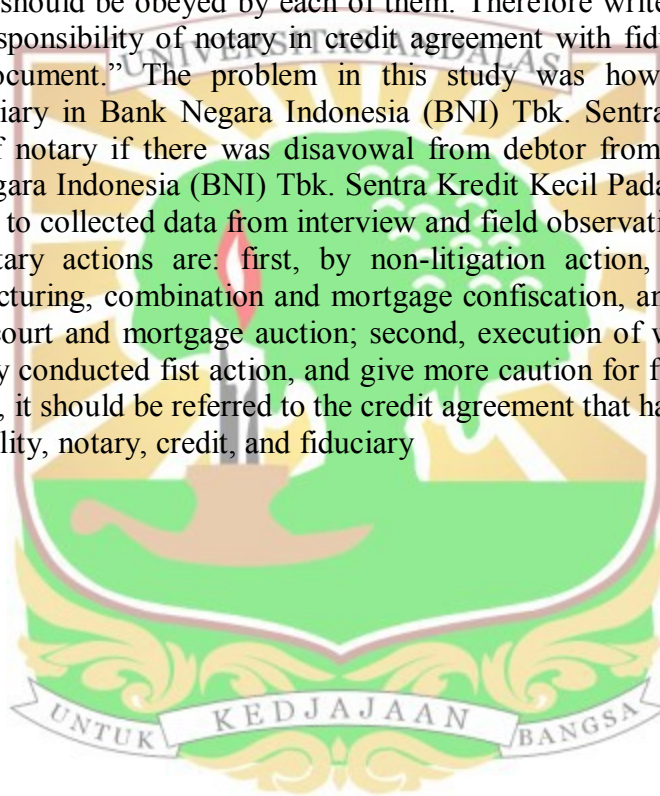 should be obeyed by each of them. Therefore write
sponsibility of notary in credit agreement with fid
ocument.” The problem in this study was how
UNIVERSITAS ANDALAS
iary in Bank Negara Indonesia (BNI) Tbk. Sentra
f notary if there was disavowal from debtor from
gara Indonesia (BNI) Tbk. Sentra Kredit Kecil Pada
to collected data from interview and field observati
tary actions are: first, by non-litigation action,
cturing, combination and mortgage confiscation, an
court and mortgage auction; second, execution of v
y conducted fist action, and give more caution for f
, it should be referred to the credit agreement that ha
lity, notary, credit, and fiduciary
UNTUK KEDJAJAAN BANGSA